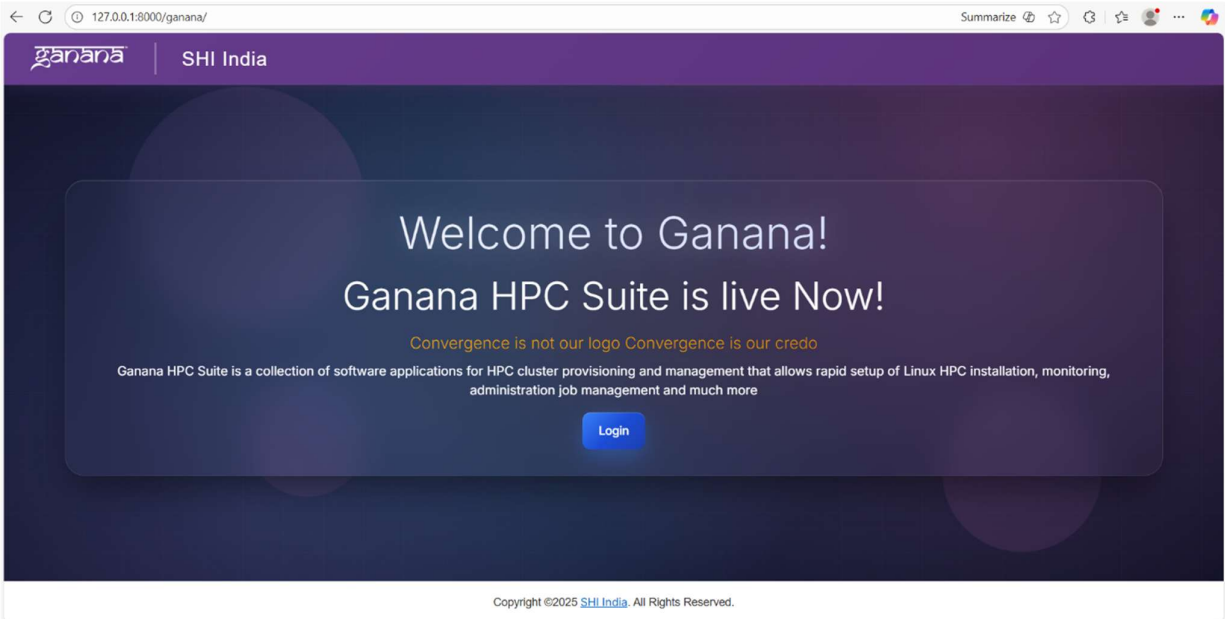 127.0.0.1:8000/ganana/
Summarize
ganana
SHI India
Welcome to Ganana!
Ganana HPC Suite is live Now!
Convergence is not our logo Convergence is our credo
Ganana HPC Suite is a collection of software applications for HPC cluster provisioning and management that allows rapid setup of Linux HPC installation, monitoring,
administration job management and much more
Login
Copyright ©2025 SHI India. All Rights Reserved.